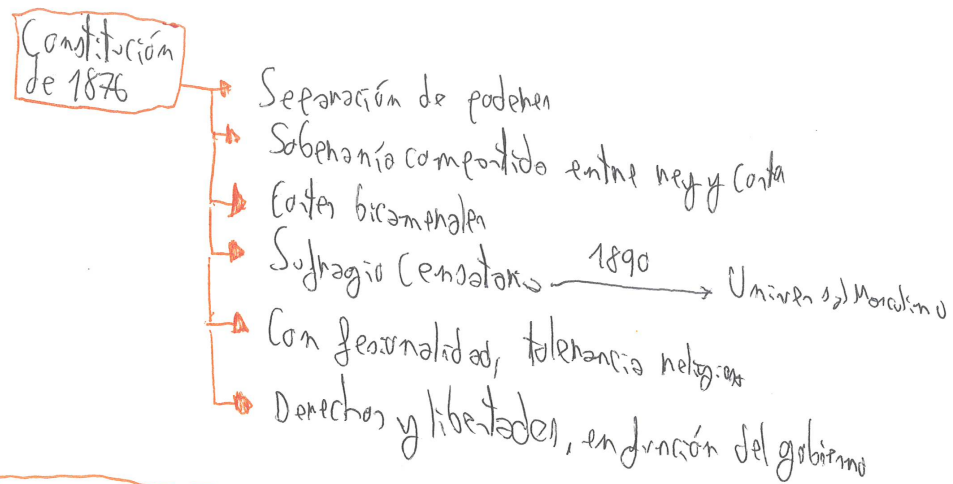 Constitución
de 1876
Separación de poderes
Soberanía compartida entre rey y Corte
Cortes bicamerales
Sufragio Censatorio 1890 Universal Masculino
Confesionalidad, tolerancia religiosa
Derechos y libertades, en función del gobierno